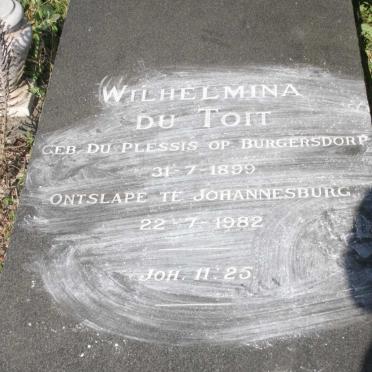 WILHELMINA
DU TOIT
GEB. DU PLESSIS OP BURGERSDORP
31-7-1899
ONTSLAPE TE JOHANNESBURG
22-7-1982
JOH. 11:25